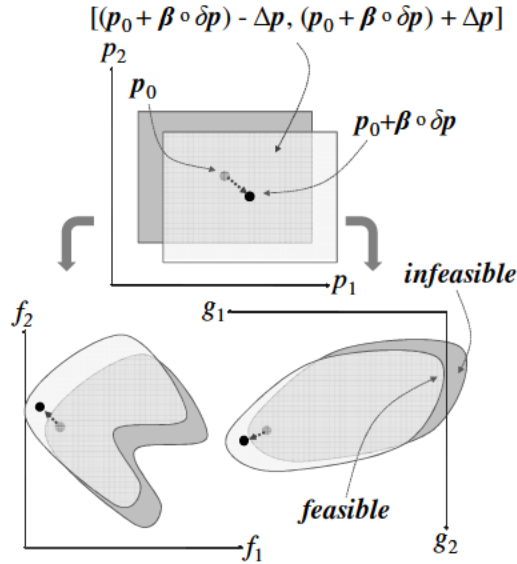 [(p₀ + β ∘ δp) - Δp, (p₀ + β ∘ δp) + Δp]
p₂
p₀
p₀+β∘δp
p₁
infeasible
f₂
g₁
feasible
f₁
g₂